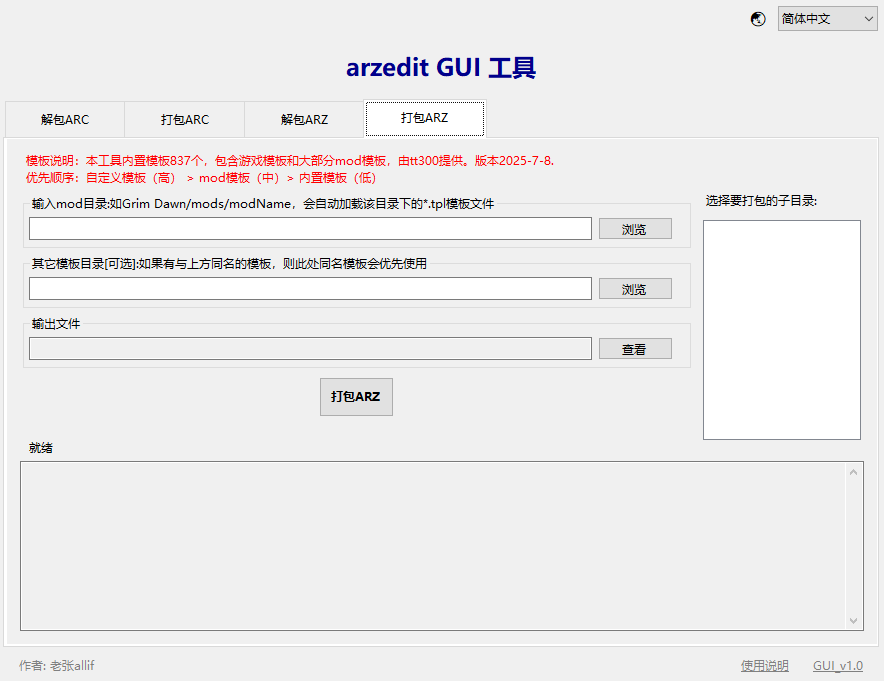 简体中文
arzedit GUI 工具
解包ARC
打包ARC
解包ARZ
打包ARZ
模板说明：本工具内置模板837个，包含游戏模板和大部分mod模板，由tt300提供。版本2025-7-8.
优先顺序：自定义模板（高） > mod模板（中）> 内置模板（低）
输入mod目录:如Grim Dawn/mods/modName，会自动加载该目录下的*.tpl模板文件
浏览
选择要打包的子目录:
其它模板目录[可选]:如果有与上方同名的模板，则此处同名模板会优先使用
浏览
输出文件
查看
打包ARZ
就绪
作者: 老张allif
使用说明
GUI_v1.0